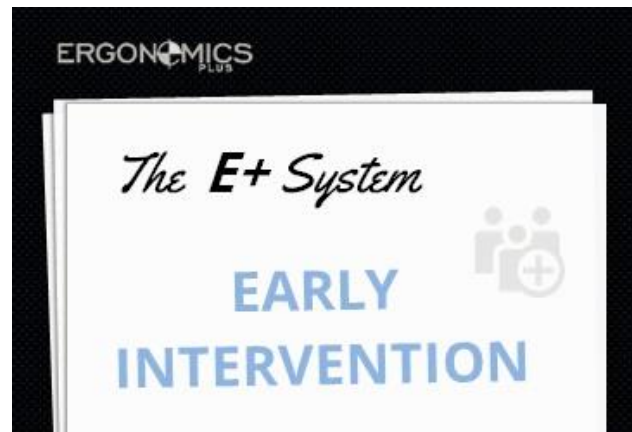 ERGONOMICS
PLUS
The E+ System
EARLY
INTERVENTION